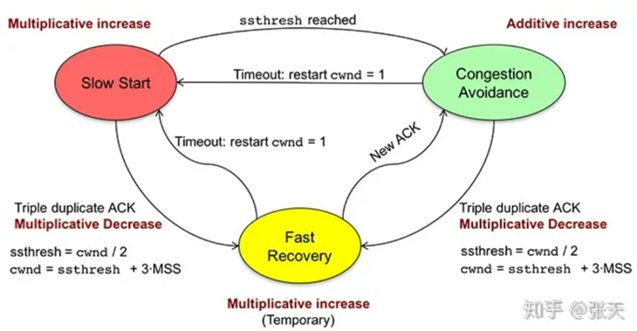 Multiplicative increase
ssthresh reached
Additive increase
Slow Start
Timeout: restart cwnd = 1
Congestion
Avoidance
Timeout: restart cwnd = 1
New ACK
Triple duplicate ACK
Multiplicative Decrease
ssthresh = cwnd / 2
cwnd = ssthresh + 3·MSS
Fast
Recovery
Triple duplicate ACK
Multiplicative Decrease
ssthresh = cwnd / 2
cwnd = ssthresh + 3·MSS
Multiplicative increase
(Temporary)
知乎 @张天